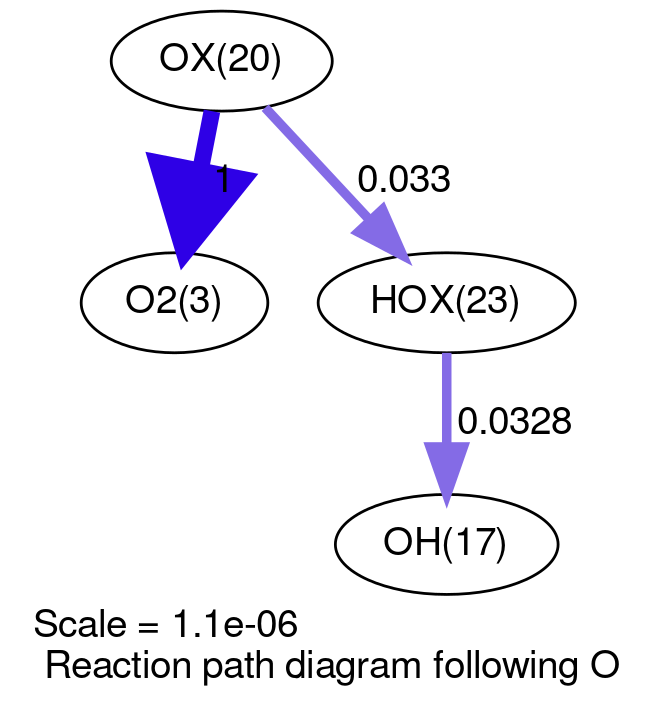 OX(20)
1
0.033
O2(3)
HOX(23)
0.0328
OH(17)
Scale = 1.1e-06
Reaction path diagram following O